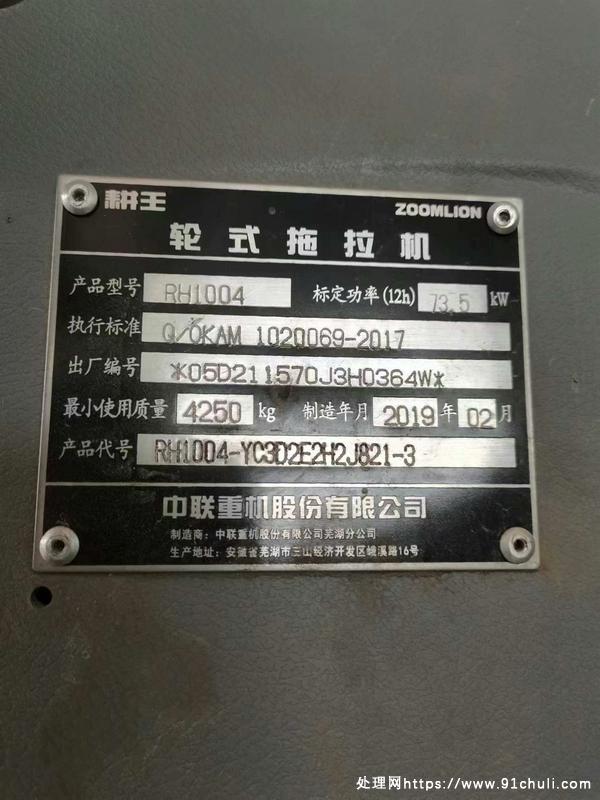 耕王 ZOOMLION
轮式拖拉机
产品型号 RH1004 标定功率(12h) 73.5 kW
执行标准 Q/OKAM 1020069-2017
出厂编号 *05D211570J3H0364W*
最小使用质量 4250 kg 制造年月 2019 年 02 月
产品代号 RH1004-YC3D2E2H2J821-3
中联重机股份有限公司
制造商：中联重机股份有限公司芜湖分公司
生产地址：安徽省芜湖市三山经济开发区峨溪路16号
处理网https://www.91chuli.com/